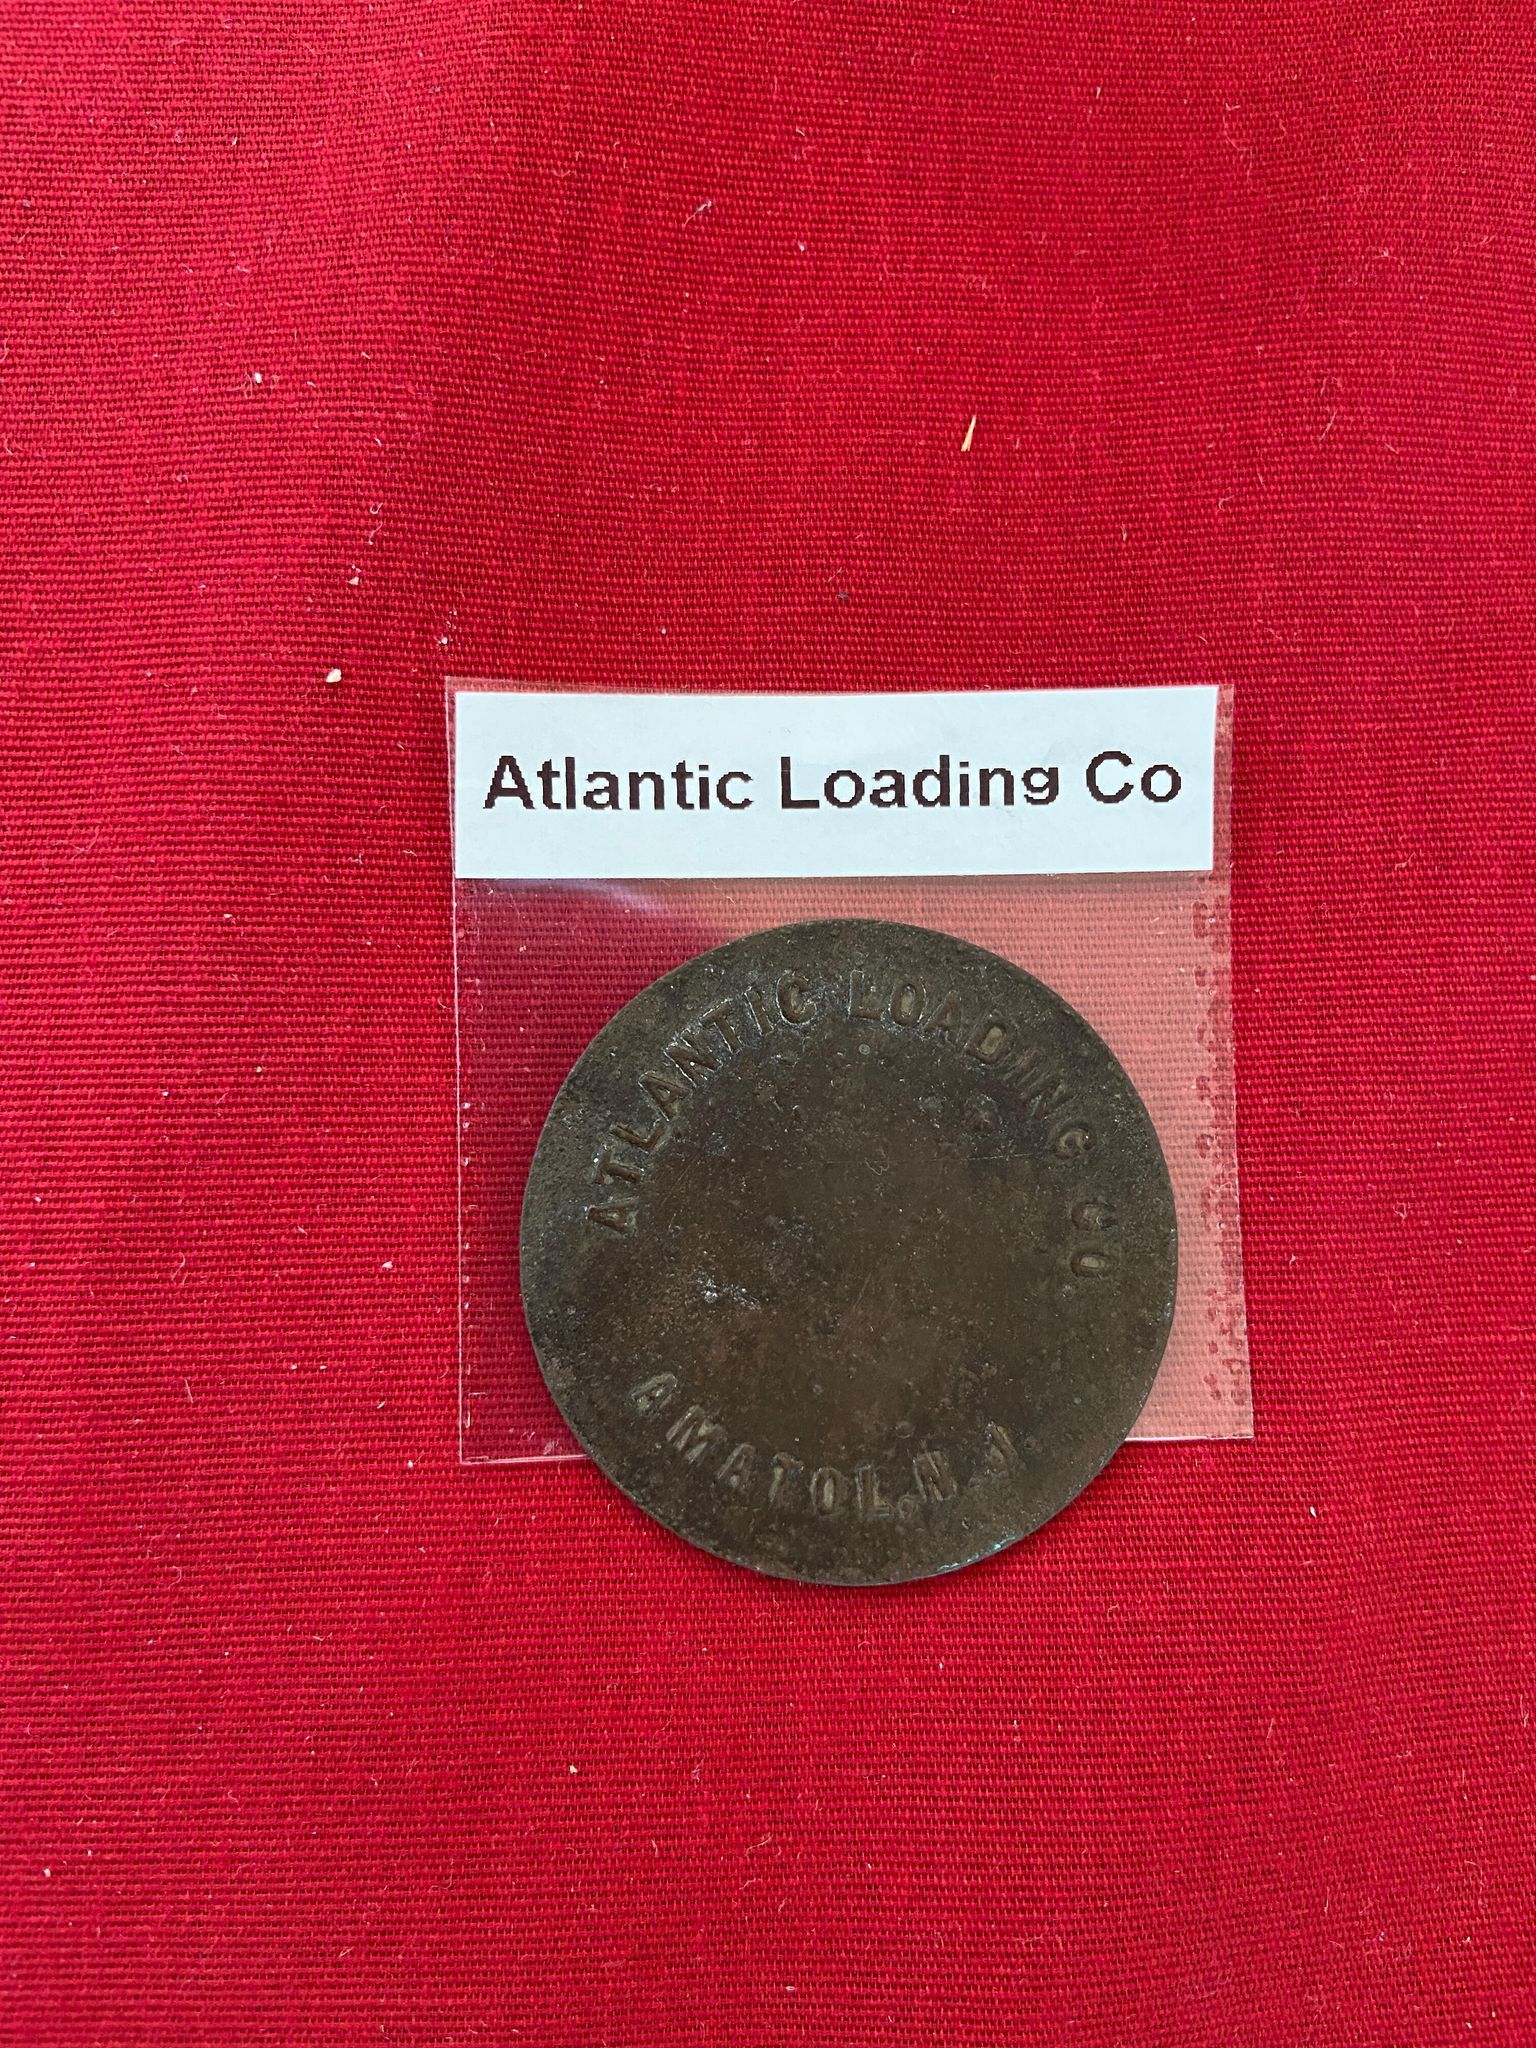 Atlantic Loading Co
ATLANTIC LOADING CO
AMATOL, N.J.